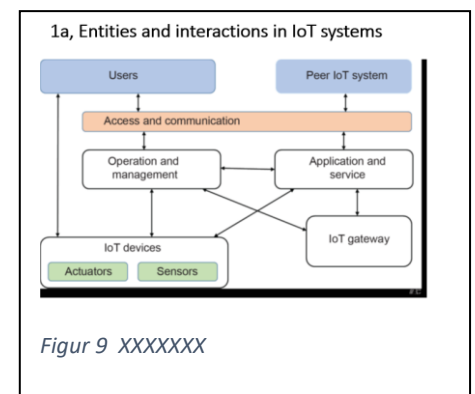 1a, Entities and interactions in IoT systems
Users
Peer IoT system
Access and communication
Operation and
management
Application and
service
IoT devices
Actuators
Sensors
IoT gateway
Figur 9 XXXXXXX